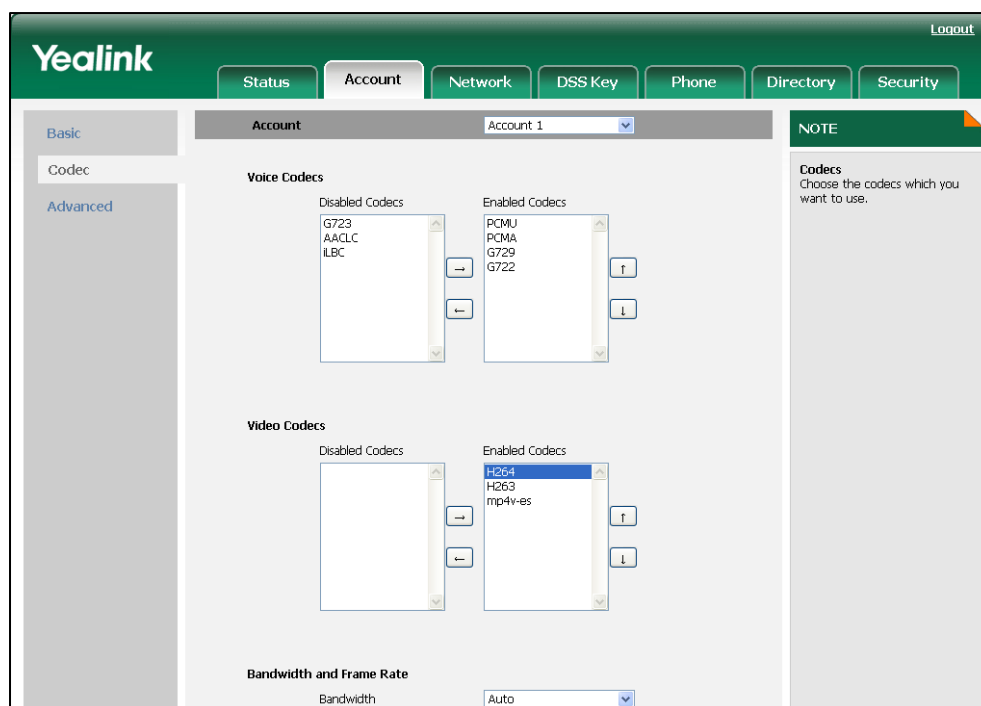 Logout
Yealink
Status Account Network DSS Key Phone Directory Security
Basic
Codec
Advanced
Account Account 1
Voice Codecs
Disabled Codecs Enabled Codecs
G723
AACLC
iLBC
→
←
PCMU
PCMA
G729
G722
↑
↓
Video Codecs
Disabled Codecs Enabled Codecs
→
←
H264
H263
mp4v-es
↑
↓
Bandwidth and Frame Rate
Bandwidth Auto
NOTE
Codecs
Choose the codecs which you
want to use.